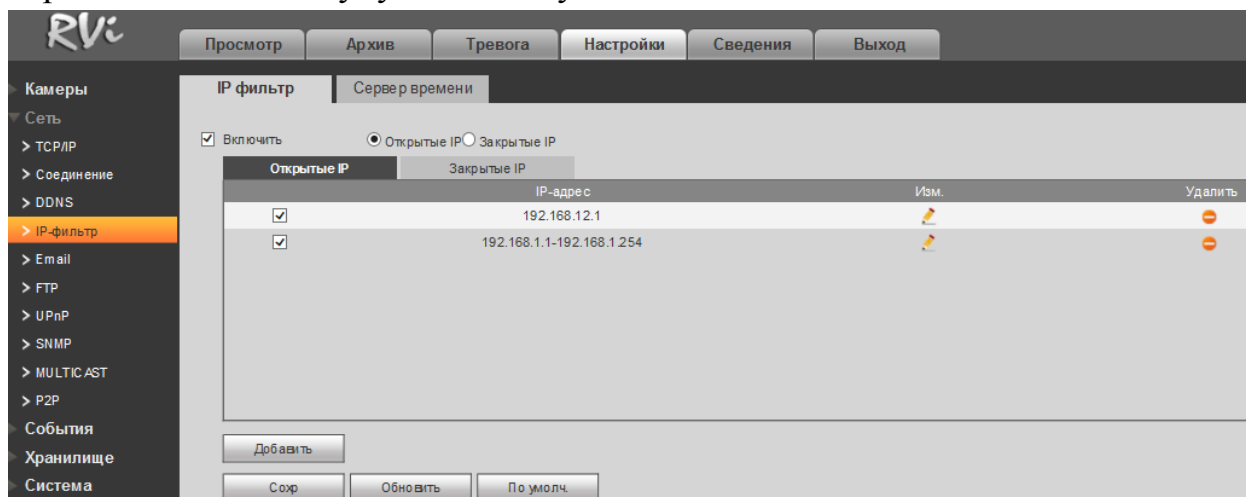 RVi
Просмотр Архив Тревога Настройки Сведения Выход
Камеры
Сеть
> TCP/IP
> Соединение
> DDNS
> IP-фильтр
> Email
> FTP
> UPnP
> SNMP
> MULTICAST
> P2P
События
Хранилище
Система
IP фильтр Сервер времени
Включить Открытые IP Закрытые IP
Открытые IP Закрытые IP
IP-адрес Изм. Удалить
192.168.12.1
192.168.1.1-192.168.1.254
Добавить
Сохр Обновить По умолч.